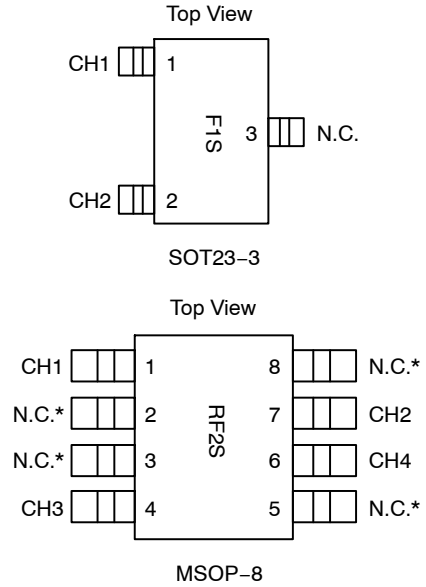 Top View
CH1 1
F1S 3 N.C.
CH2 2
SOT23−3
Top View
CH1 1 8 N.C.*
N.C.* 2 7 CH2
RF2S
N.C.* 3 6 CH4
CH3 4 5 N.C.*
MSOP−8